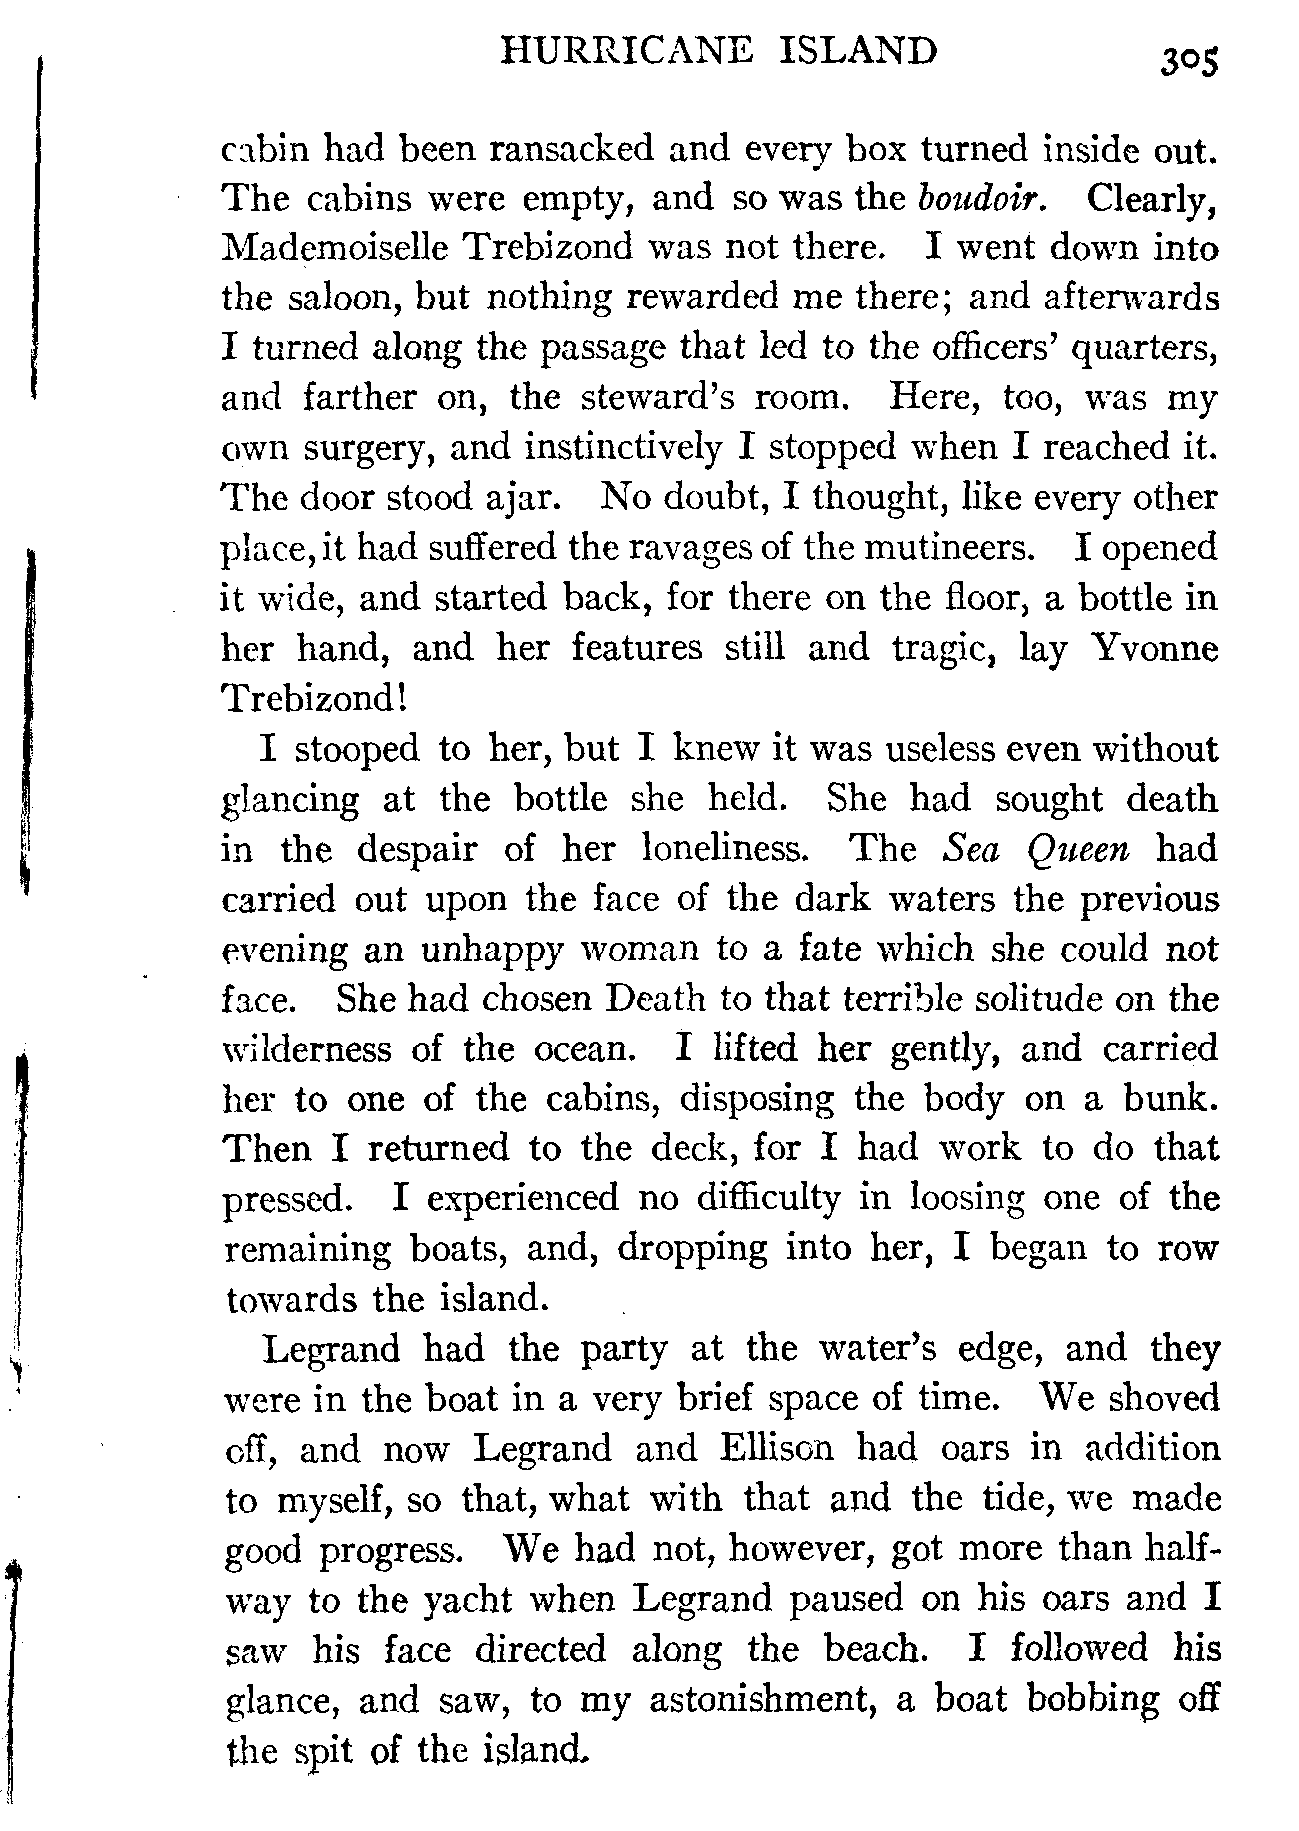 HURRICANE ISLAND 305
cabin had been ransacked and every box turned inside out.
The cabins were empty, and so was the boudoir. Clearly,
Mademoiselle Trebizond was not there. I went down into
the saloon, but nothing rewarded me there; and afterwards
I turned along the passage that led to the officers' quarters,
and farther on, the steward's room. Here, too, was my
own surgery, and instinctively I stopped when I reached it.
The door stood ajar. No doubt, I thought, like every other
place, it had suffered the ravages of the mutineers. I opened
it wide, and started back, for there on the floor, a bottle in
her hand, and her features still and tragic, lay Yvonne
Trebizond!
I stooped to her, but I knew it was useless even without
glancing at the bottle she held. She had sought death
in the despair of her loneliness. The Sea Queen had
carried out upon the face of the dark waters the previous
evening an unhappy woman to a fate which she could not
face. She had chosen Death to that terrible solitude on the
wilderness of the ocean. I lifted her gently, and carried
her to one of the cabins, disposing the body on a bunk.
Then I returned to the deck, for I had work to do that
pressed. I experienced no difficulty in loosing one of the
remaining boats, and, dropping into her, I began to row
towards the island.
Legrand had the party at the water's edge, and they
were in the boat in a very brief space of time. We shoved
off, and now Legrand and Ellison had oars in addition
to myself, so that, what with that and the tide, we made
good progress. We had not, however, got more than half-
way to the yacht when Legrand paused on his oars and I
saw his face directed along the beach. I followed his
glance, and saw, to my astonishment, a boat bobbing off
the spit of the island.